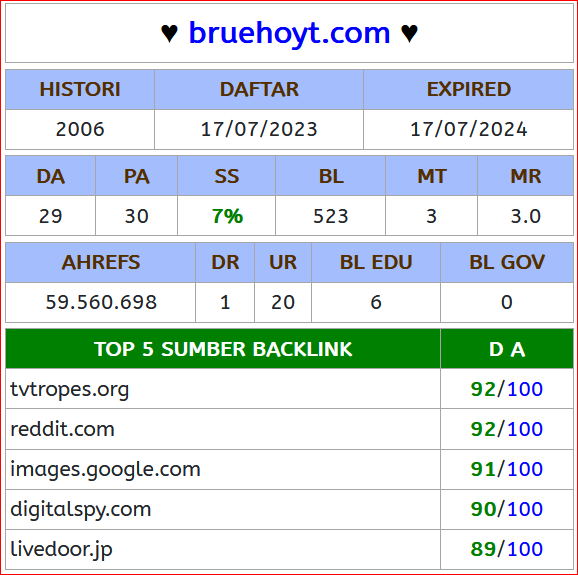 ♥ bruehoyt.com ♥
HISTORI DAFTAR EXPIRED
2006 17/07/2023 17/07/2024
DA PA SS BL MT MR
29 30 7% 523 3 3.0
AHREFS DR UR BL EDU BL GOV
59.560.698 1 20 6 0
TOP 5 SUMBER BACKLINK D A
tvtropes.org 92/100
reddit.com 92/100
images.google.com 91/100
digitalspy.com 90/100
livedoor.jp 89/100